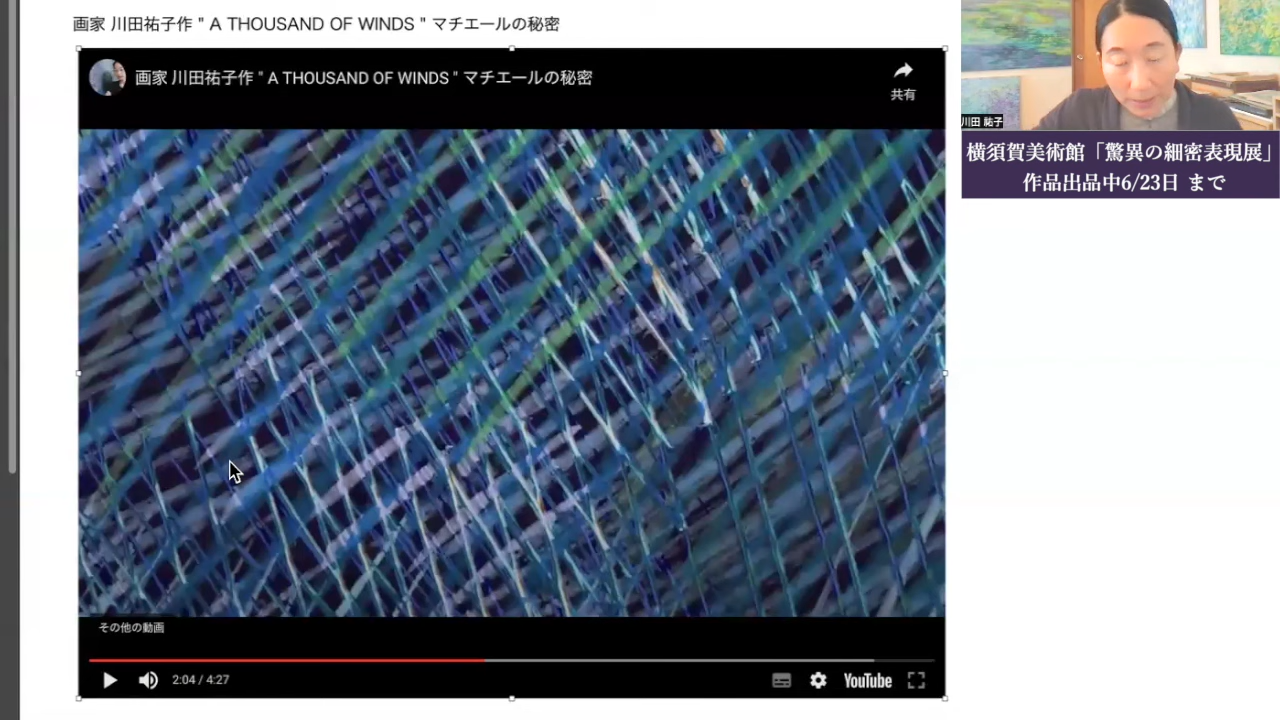 画家 川田祐子作 " A THOUSAND OF WINDS " マチエールの秘密
画家 川田祐子作 " A THOUSAND OF WINDS " マチエールの秘密
共有
川田 祐子
横須賀美術館「驚異の細密表現展」
作品出品中6/23日 まで
その他の動画
2:04 / 4:27
YouTube